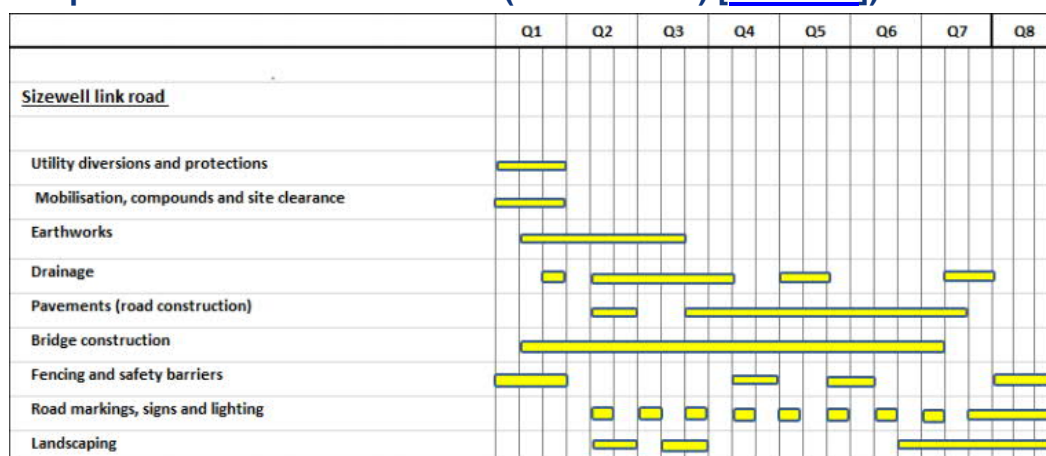 Q1 Q2 Q3 Q4 Q5 Q6 Q7 Q8
Sizewell link road
Utility diversions and protections
Mobilisation, compounds and site clearance
Earthworks
Drainage
Pavements (road construction)
Bridge construction
Fencing and safety barriers
Road markings, signs and lighting
Landscaping